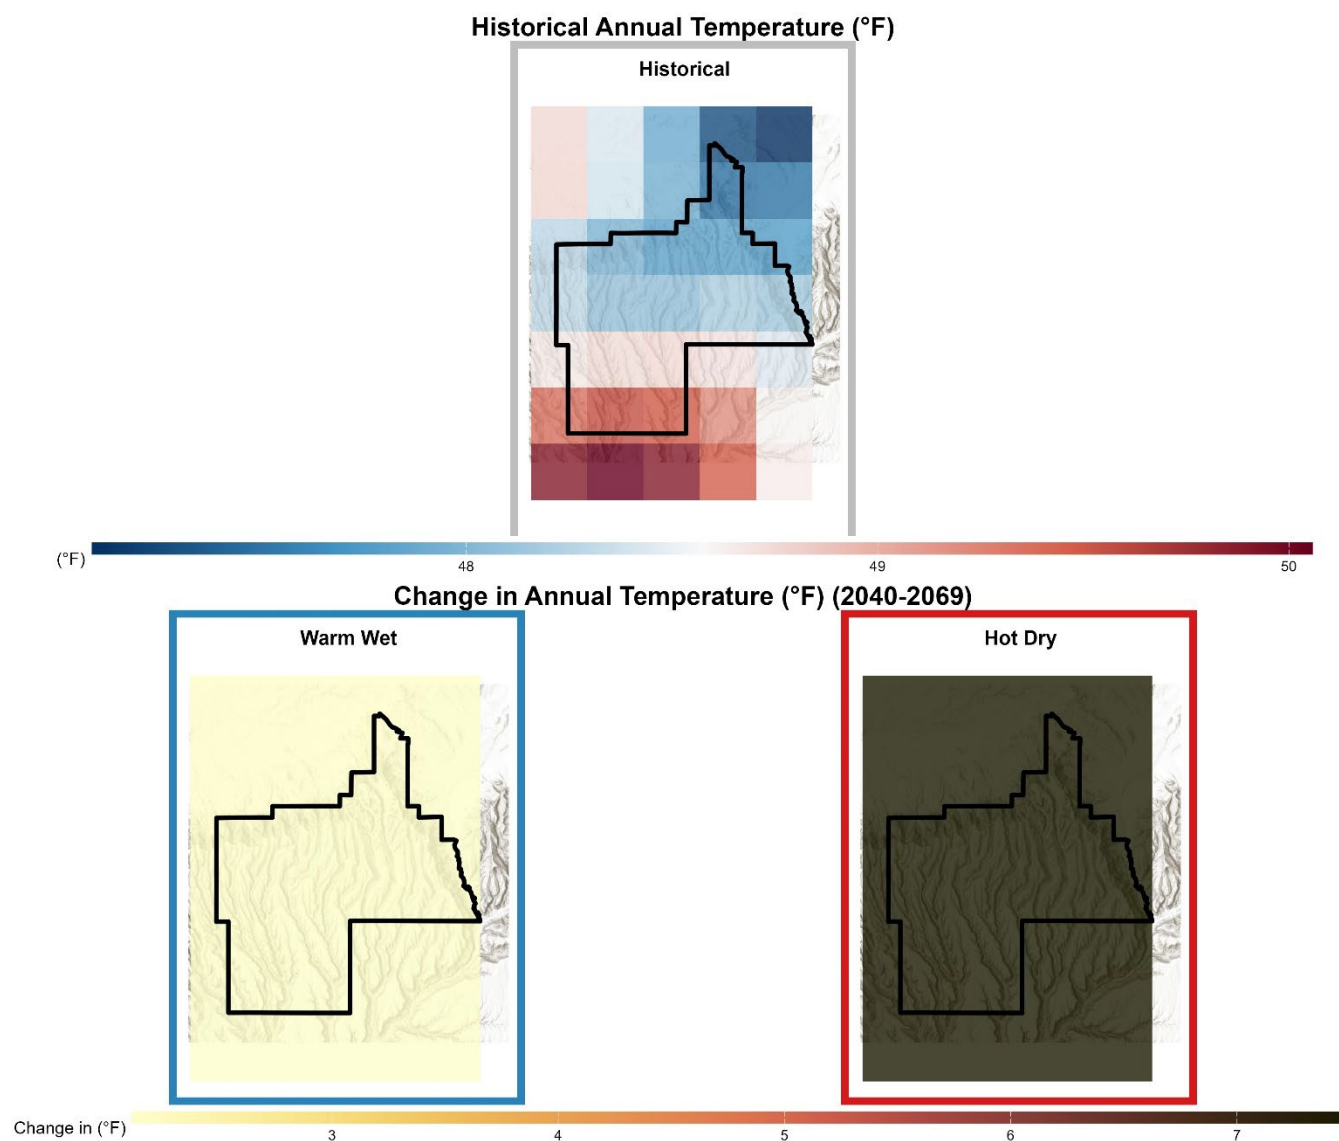 Historical Annual Temperature (°F)
Historical
(°F)
48
49
50
Change in Annual Temperature (°F) (2040-2069)
Warm Wet
Hot Dry
Change in (°F)
3
4
5
6
7